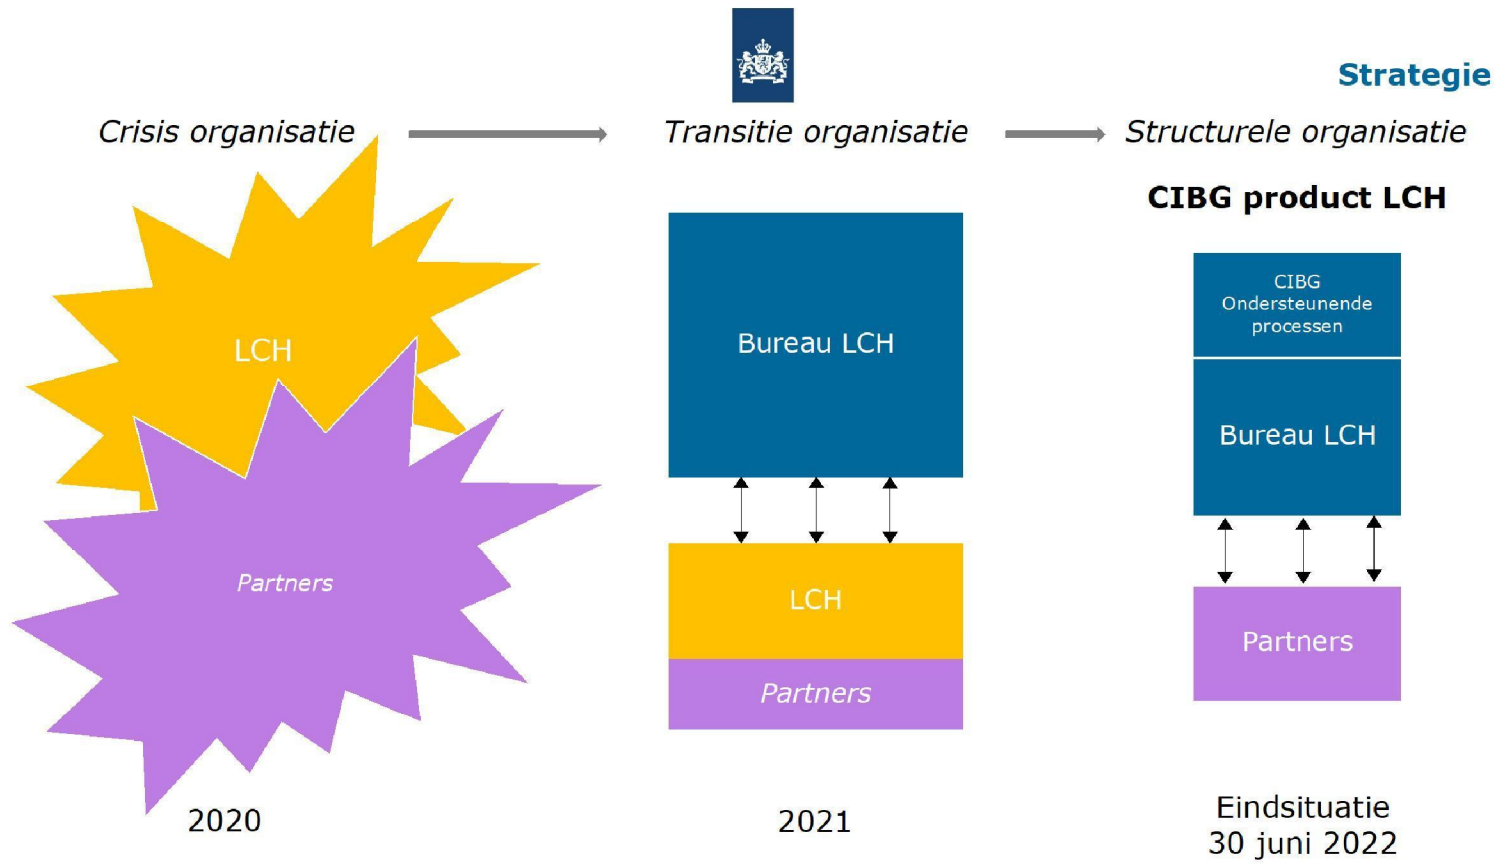 Strategie
Crisis organisatie
Transitie organisatie
Structurele organisatie
CIBG product LCH
LCH
Partners
2020
Bureau LCH
LCH
Partners
2021
CIBG
Ondersteunende
processen
Bureau LCH
Partners
Eindsituatie
30 juni 2022